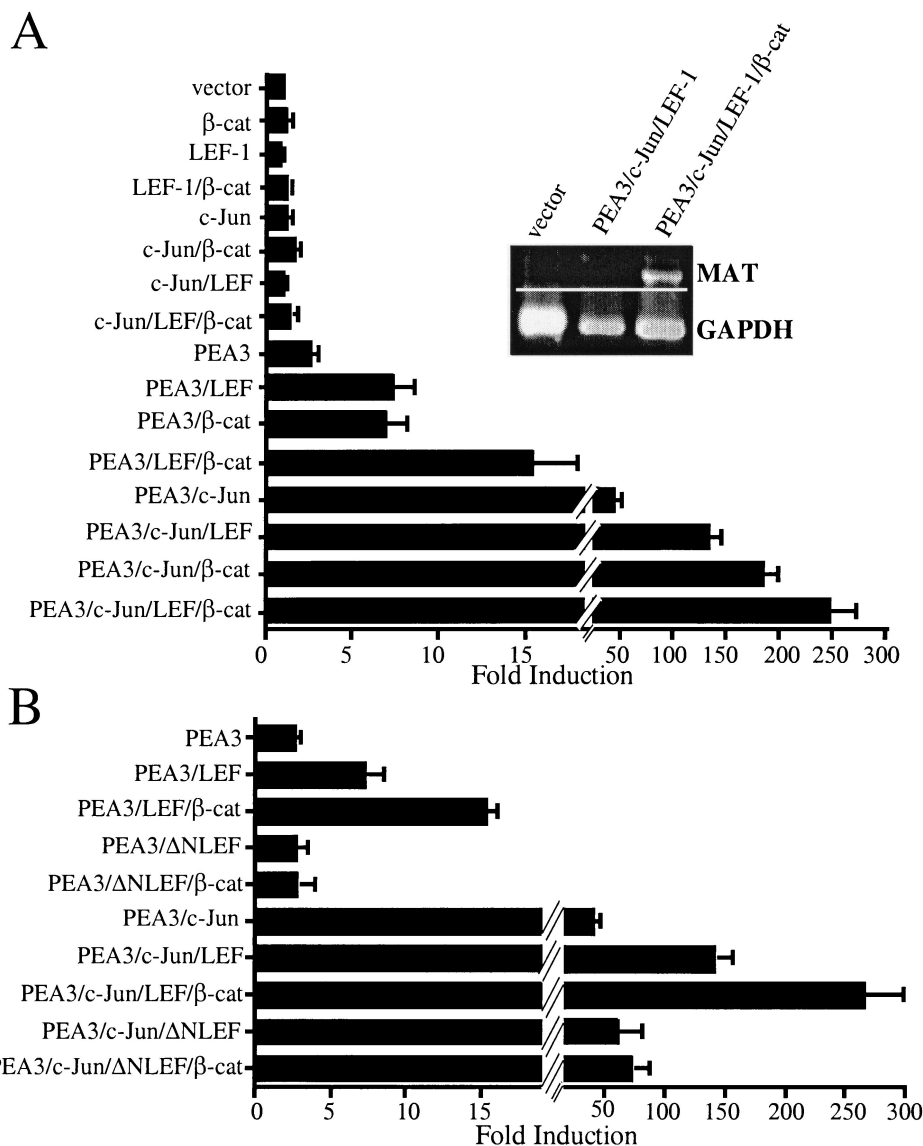 A
vector
β-cat
LEF-1
LEF-1/β-cat
c-Jun
c-Jun/β-cat
c-Jun/LEF
c-Jun/LEF/β-cat
PEA3
PEA3/LEF
PEA3/β-cat
PEA3/LEF/β-cat
PEA3/c-Jun
PEA3/c-Jun/LEF
PEA3/c-Jun/β-cat
PEA3/c-Jun/LEF/β-cat
vector
PEA3/c-Jun/LEF-1
PEA3/c-Jun/LEF-1/β-cat
MAT
GAPDH
0 5 10 15 50 100 150 200 250 300
Fold Induction
B
PEA3
PEA3/LEF
PEA3/LEF/β-cat
PEA3/ΔNLEF
PEA3/ΔNLEF/β-cat
PEA3/c-Jun
PEA3/c-Jun/LEF
PEA3/c-Jun/LEF/β-cat
PEA3/c-Jun/ΔNLEF
PEA3/c-Jun/ΔNLEF/β-cat
0 5 10 15 50 100 150 200 250 300
Fold Induction